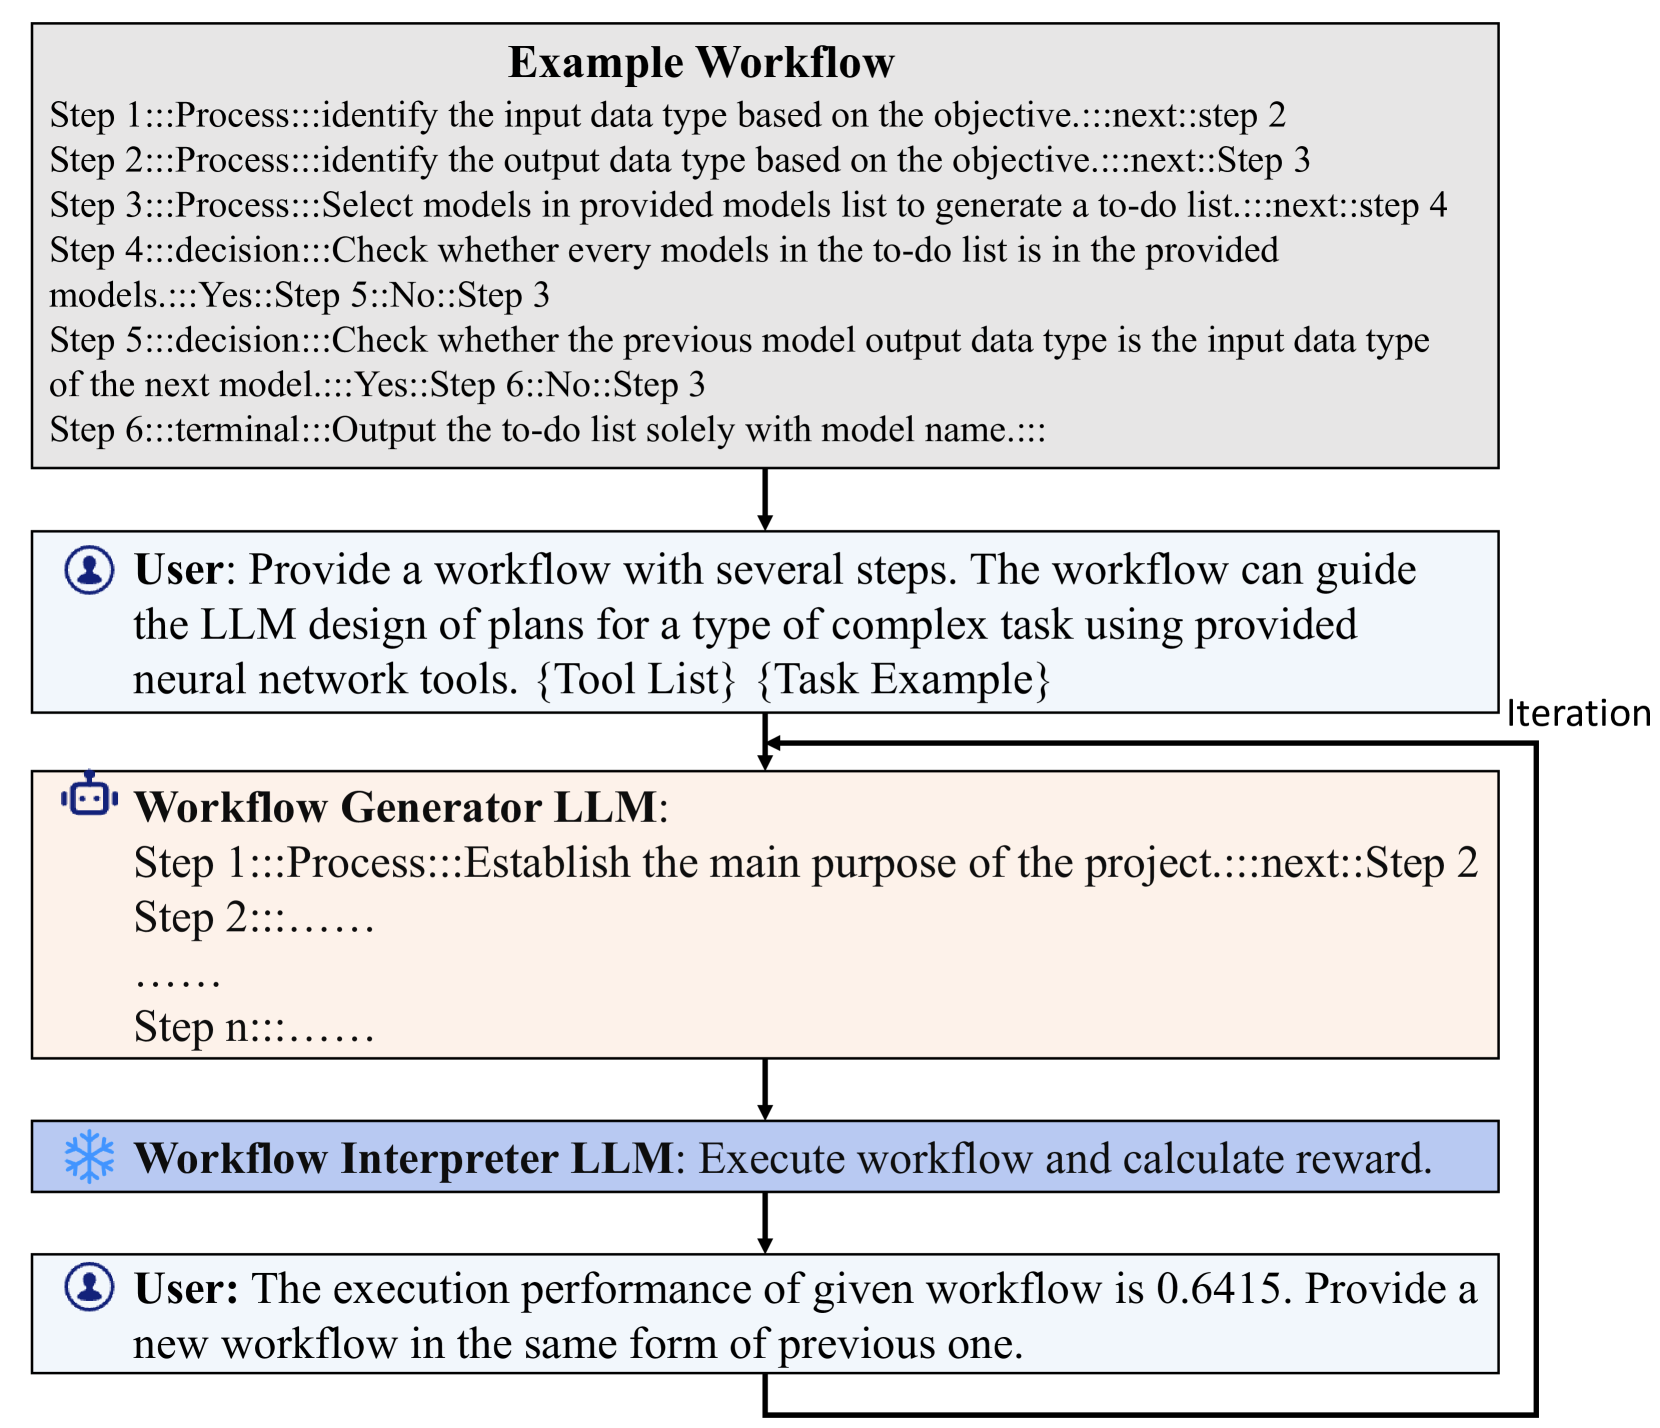 Example Workflow
Step 1:::Process:::identify the input data type based on the objective.:::next::step 2
Step 2:::Process:::identify the output data type based on the objective.:::next::Step 3
Step 3:::Process:::Select models in provided models list to generate a to-do list.:::next::step 4
Step 4:::decision:::Check whether every models in the to-do list is in the provided
models.:::Yes::Step 5::No::Step 3
Step 5:::decision:::Check whether the previous model output data type is the input data type
of the next model.:::Yes::Step 6::No::Step 3
Step 6:::terminal:::Output the to-do list solely with model name.:::
User: Provide a workflow with several steps. The workflow can guide
the LLM design of plans for a type of complex task using provided
neural network tools. {Tool List} {Task Example}
Iteration
Workflow Generator LLM:
Step 1:::Process:::Establish the main purpose of the project.:::next::Step 2
Step 2:::……
……
Step n:::……
Workflow Interpreter LLM: Execute workflow and calculate reward.
User: The execution performance of given workflow is 0.6415. Provide a
new workflow in the same form of previous one.